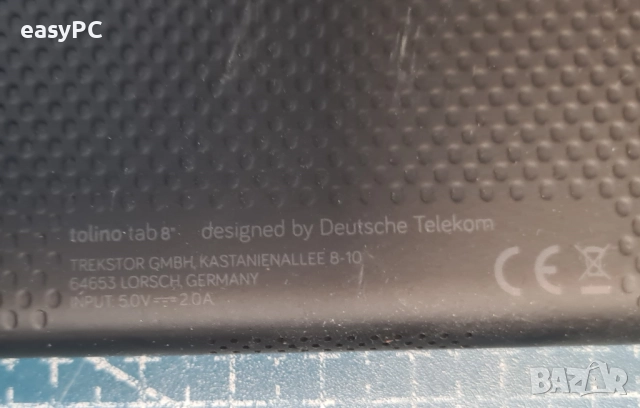 easyPC
tolino tab 8" designed by Deutsche Telekom
TREKSTOR GMBH, KASTANIENALLEE 8-10
64653 LORSCH, GERMANY
INPUT 5.0V⎓2.0A
CE
BAZAR